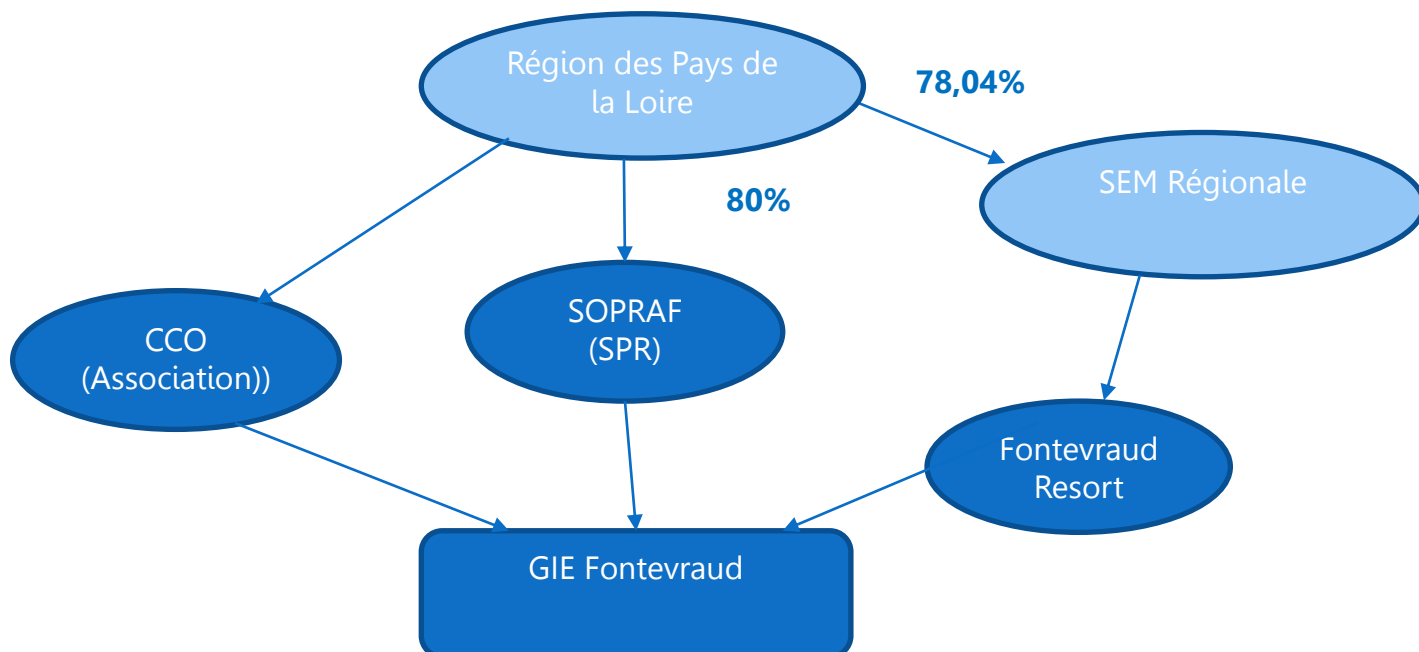 Région des Pays de
la Loire
78,04%
SEM Régionale
80%
SOPRAF
(SPR)
CCO
(Association))
Fontevraud
Resort
GIE Fontevraud